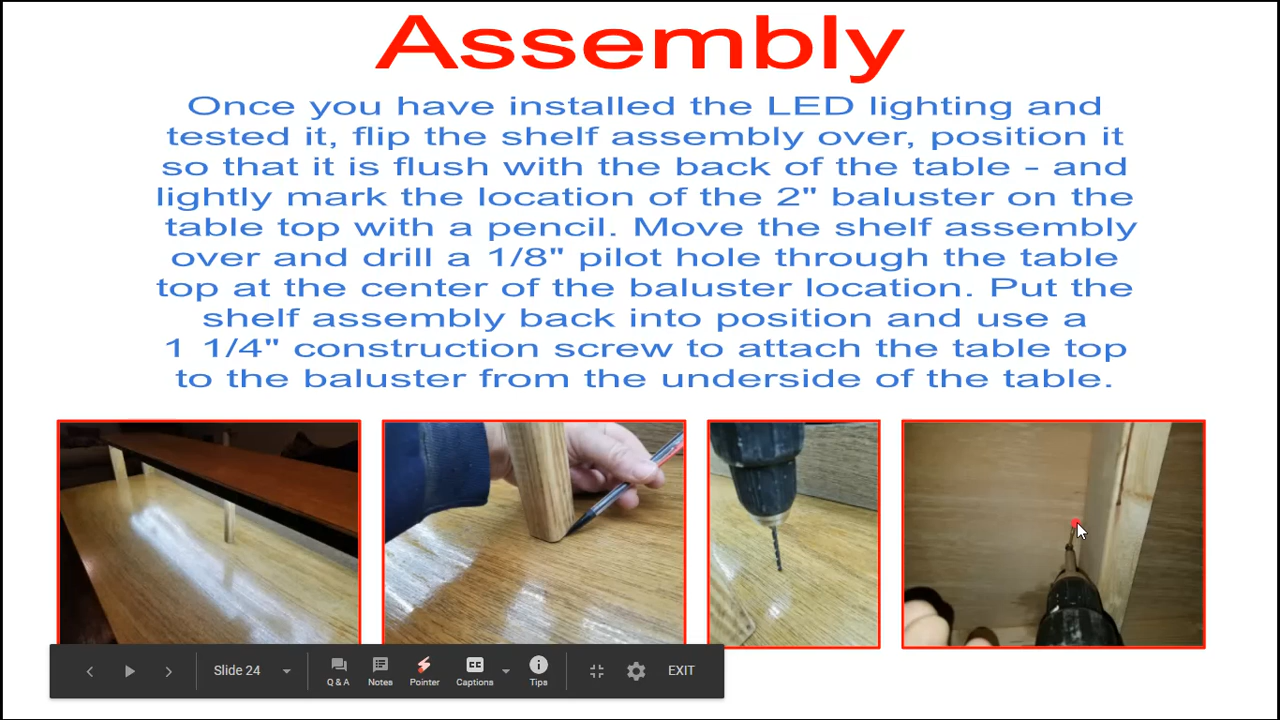 Assembly
Once you have installed the LED lighting and
tested it, flip the shelf assembly over, position it
so that it is flush with the back of the table - and
lightly mark the location of the 2" baluster on the
table top with a pencil. Move the shelf assembly
over and drill a 1/8" pilot hole through the table
top at the center of the baluster location. Put the
shelf assembly back into position and use a
1 1/4" construction screw to attach the table top
to the baluster from the underside of the table.
Slide 24
Q & A
Notes
Pointer
CC
Captions
Tips
EXIT